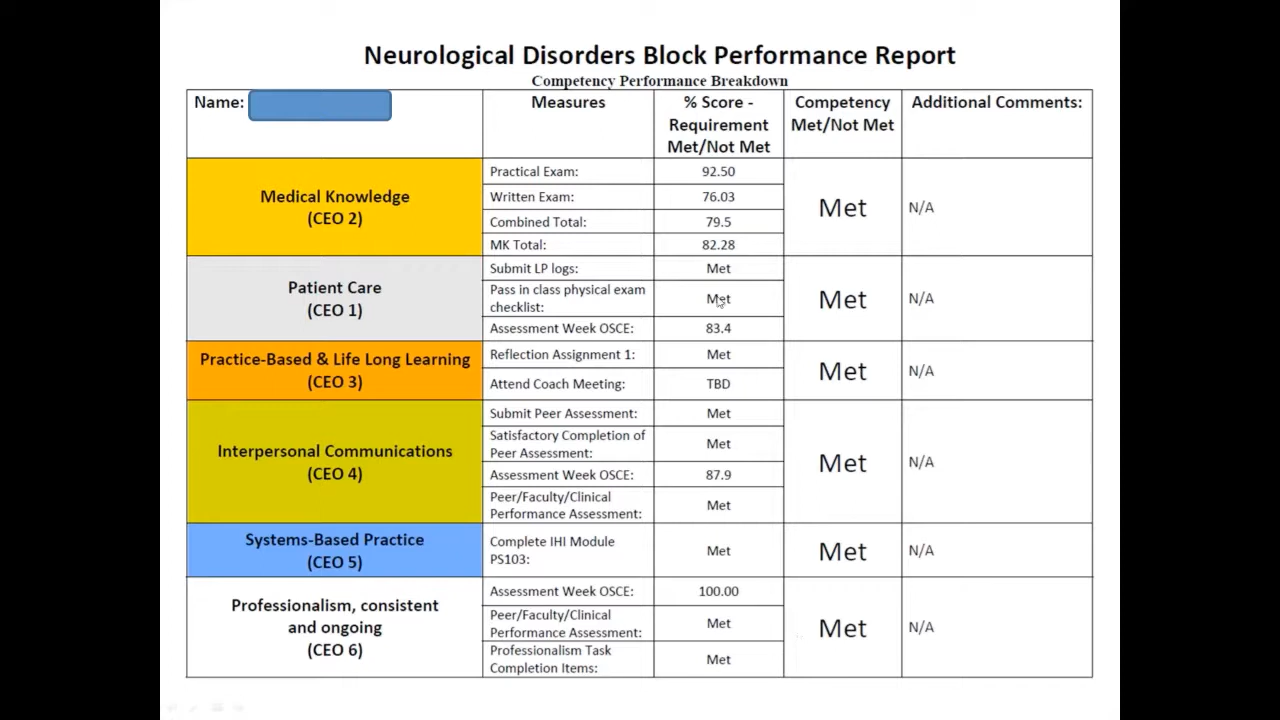 Neurological Disorders Block Performance Report
Competency Performance Breakdown
Name:
Measures
% Score -
Requirement
Met/Not Met
Competency
Met/Not Met
Additional Comments:
Medical Knowledge
(CEO 2)
Practical Exam:
92.50
Written Exam:
76.03
Combined Total:
79.5
MK Total:
82.28
Met
N/A
Patient Care
(CEO 1)
Submit LP logs:
Met
Pass in class physical exam
checklist:
Met
Assessment Week OSCE:
83.4
Met
N/A
Practice-Based & Life Long Learning
(CEO 3)
Reflection Assignment 1:
Met
Attend Coach Meeting:
TBD
Met
N/A
Interpersonal Communications
(CEO 4)
Submit Peer Assessment:
Met
Satisfactory Completion of
Peer Assessment:
Met
Assessment Week OSCE:
87.9
Peer/Faculty/Clinical
Performance Assessment:
Met
Met
N/A
Systems-Based Practice
(CEO 5)
Complete IHI Module
PS103:
Met
Met
N/A
Professionalism, consistent
and ongoing
(CEO 6)
Assessment Week OSCE:
100.00
Peer/Faculty/Clinical
Performance Assessment:
Met
Professionalism Task
Completion Items:
Met
Met
N/A